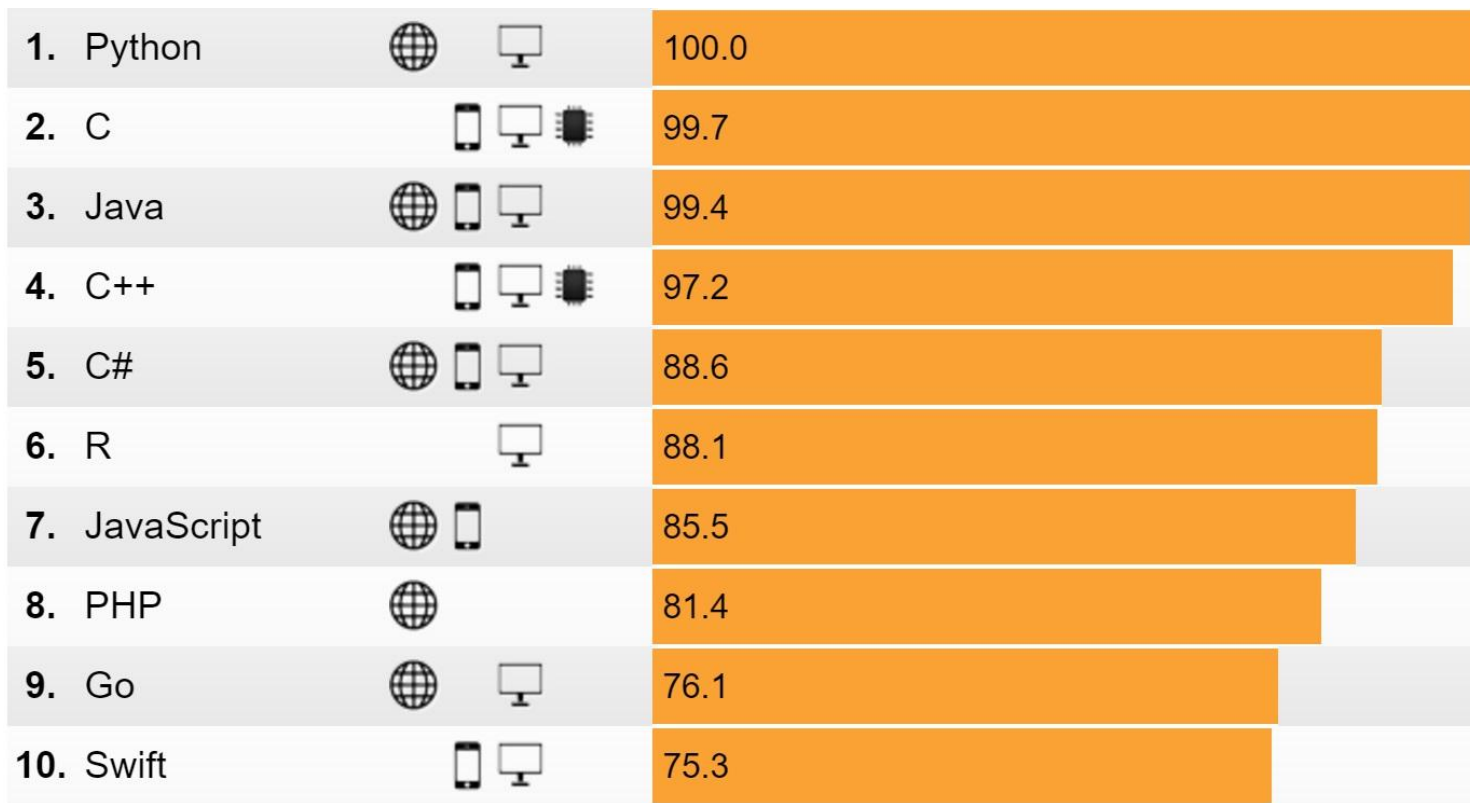 1. Python 100.0
2. C 99.7
3. Java 99.4
4. C++ 97.2
5. C# 88.6
6. R 88.1
7. JavaScript 85.5
8. PHP 81.4
9. Go 76.1
10. Swift 75.3